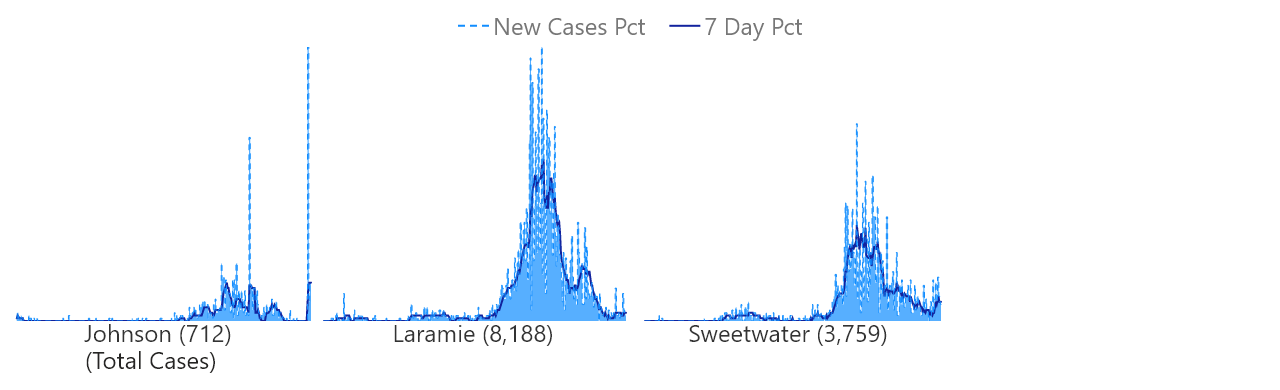 New Cases Pct 7 Day Pct
Johnson (712) Laramie (8,188) Sweetwater (3,759)
(Total Cases)